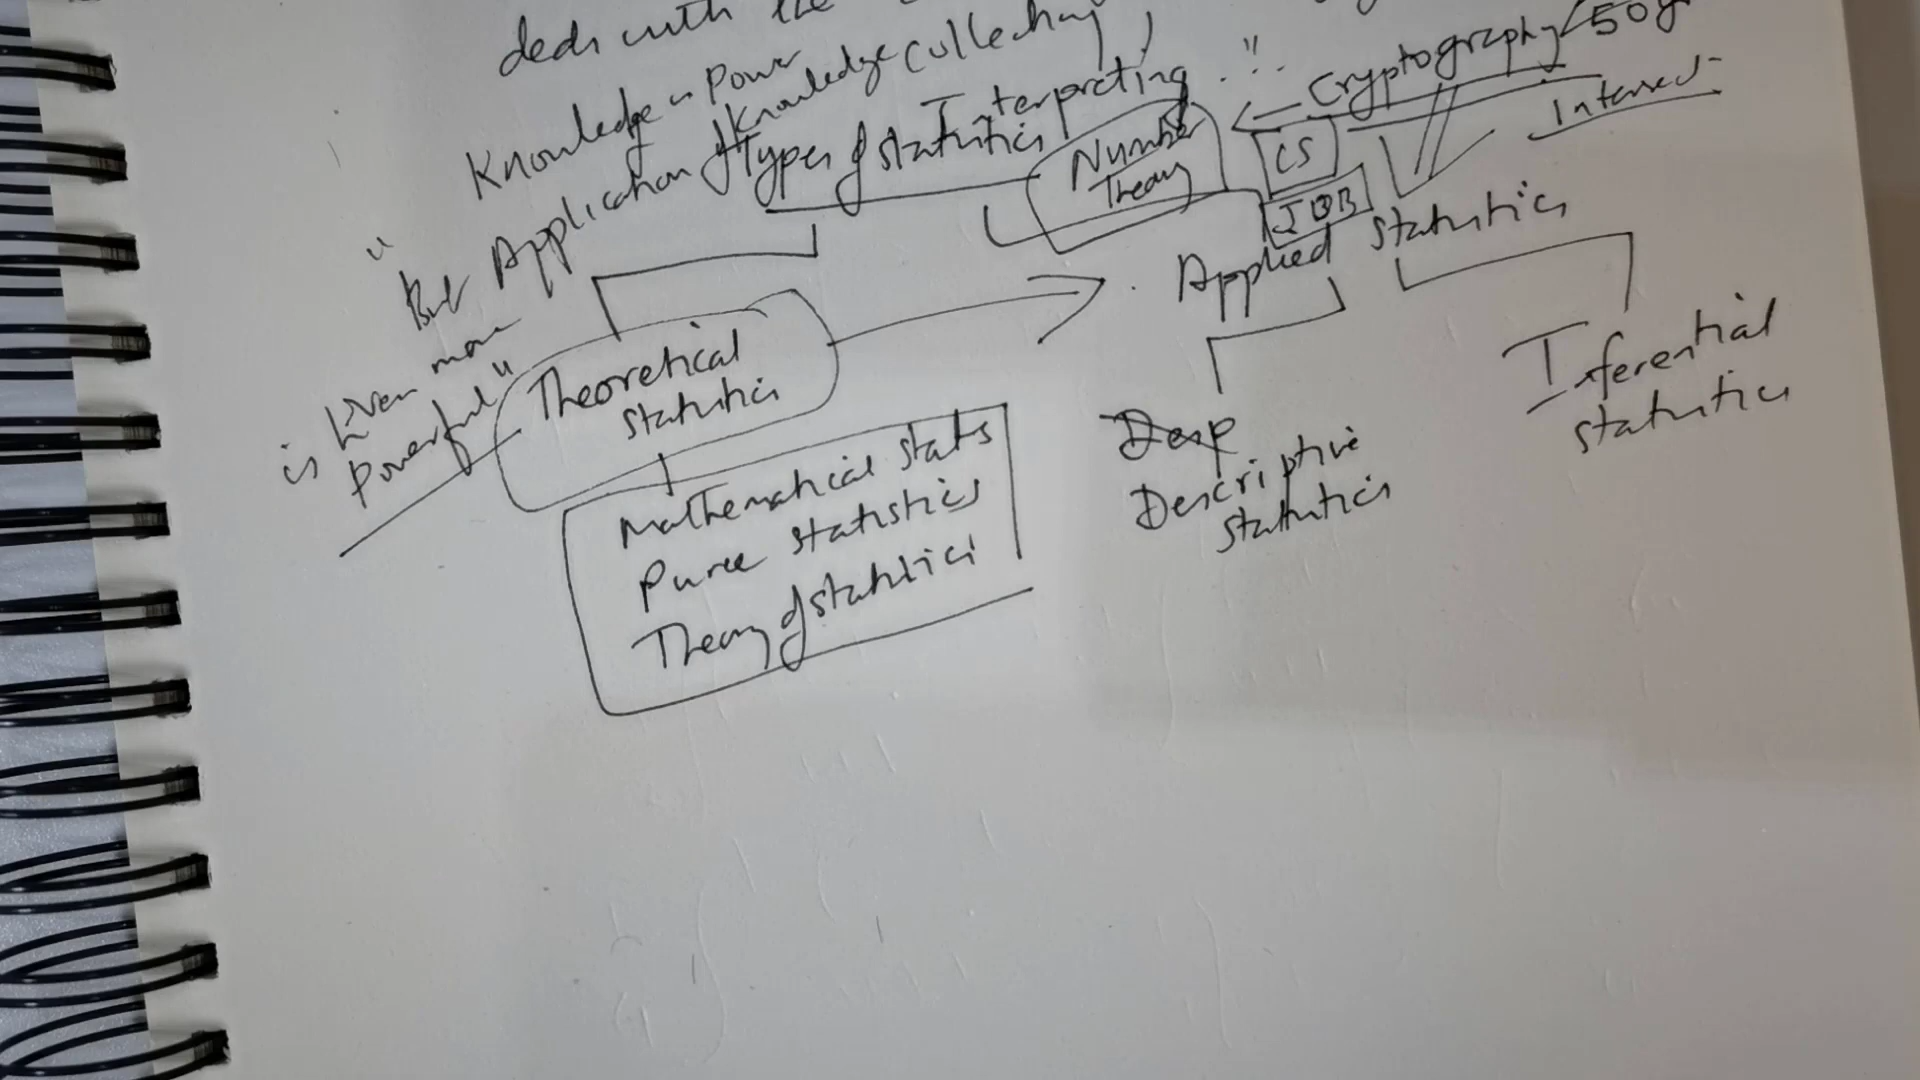 deals with the
Knowledge is power
"But Application of knowledge
is even more
powerful"
collecting,
Interpreting."
Types of statistics
Number
Theory
Cryptography
50 y
CS
JOB
Internet
Applied statistics
Theoretical
statistics
Mathematical stats
Puree statistics
Theory of statistics
Desp
Descriptive
statistics
Inferential
statistics